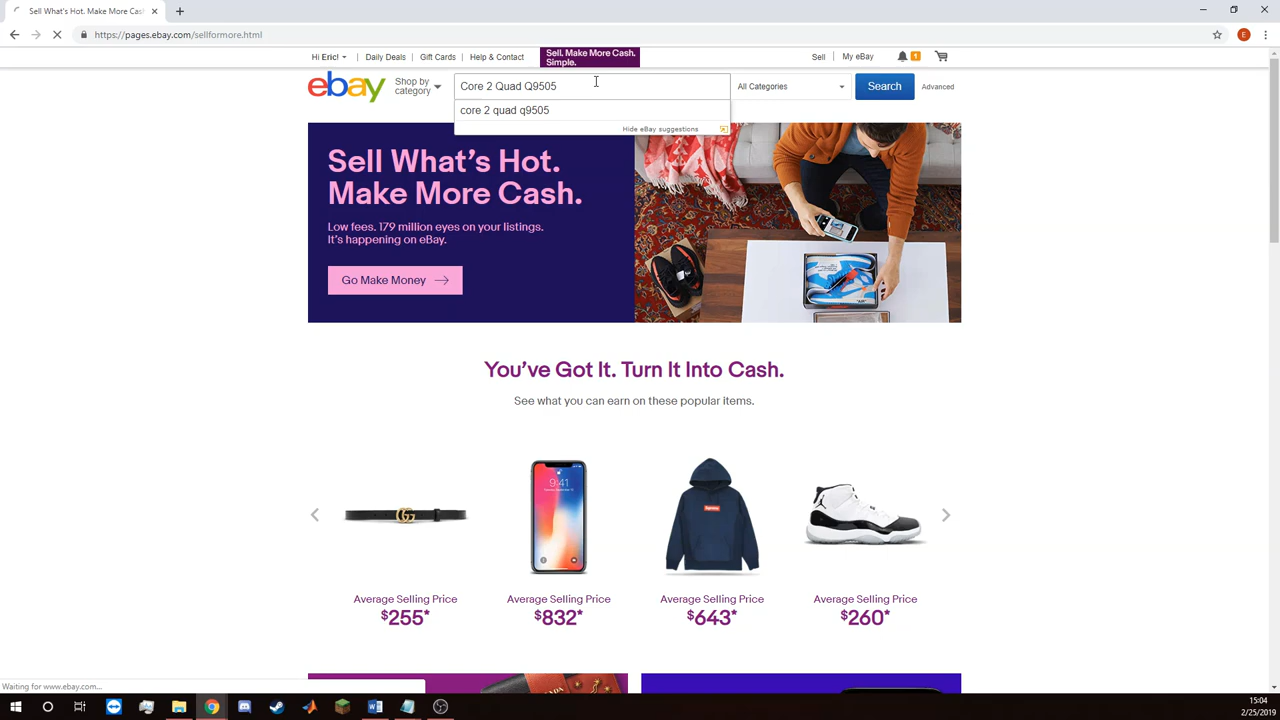 Sell What's Hot. Make More Cash
https://pages.ebay.com/sellformore.html
E
Hi Eric!
Daily Deals
Gift Cards
Help & Contact
Sell. Make More Cash.
Simple.
Sell
My eBay
1
ebay
Shop by
category
Core 2 Quad Q9505
All Categories
Search
Advanced
core 2 quad q9505
Hide eBay suggestions
Sell What's Hot.
Make More Cash.
Low fees. 179 million eyes on your listings.
It's happening on eBay.
Go Make Money
You've Got It. Turn It Into Cash.
See what you can earn on these popular items.
9:41
Supreme
Average Selling Price
$255*
Average Selling Price
$832*
Average Selling Price
$643*
Average Selling Price
$260*
Waiting for www.ebay.com...
15:04
2/25/2019